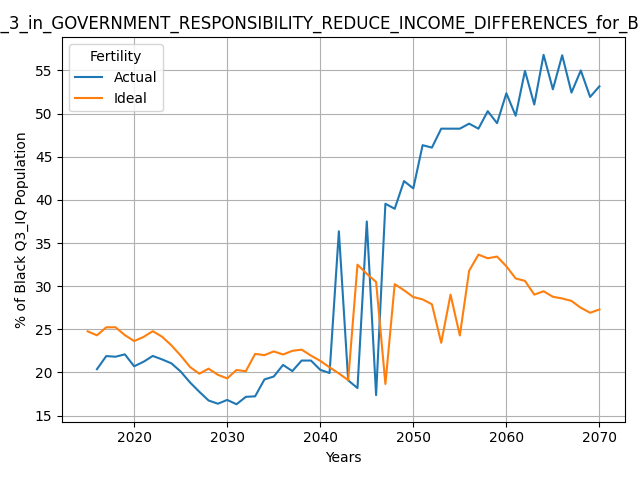 _3_in_GOVERNMENT_RESPONSIBILITY_REDUCE_INCOME_DIFFERENCES_for_B
Fertility
Actual
Ideal
% of Black Q3_IQ Population
55
50
45
40
35
30
25
20
15
2020
2030
2040
2050
2060
2070
Years